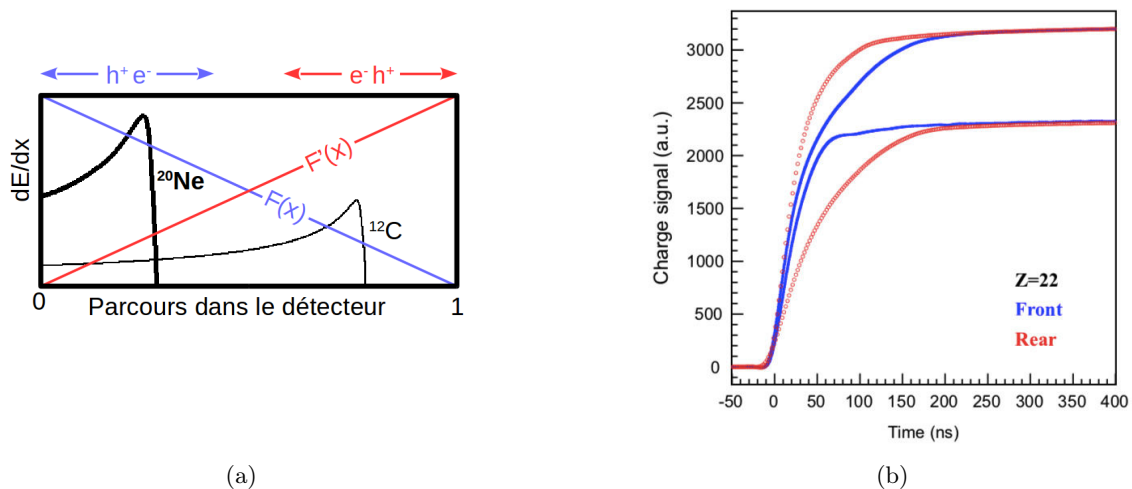 h⁺ e⁻
e⁻ h⁺
dE/dx
²⁰Ne
F(x)
F'(x)
¹²C
0
Parcours dans le détecteur
1
(a)
Charge signal (a.u.)
3000
2500
2200
1500
1000
500
0
Z=22
Front
Rear
-50
0
50
100
150
200
250
300
350
400
Time (ns)
(b)